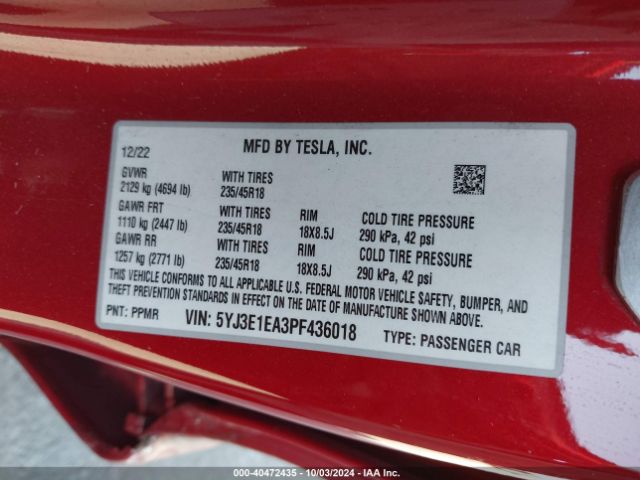 12/22 MFD BY TESLA, INC.
GVWR WITH TIRES
2129 kg (4694 lb) 235/45R18
GAWR FRT WITH TIRES RIM COLD TIRE PRESSURE
1110 kg (2447 lb) 235/45R18 18X8.5J 290 kPa, 42 psi
GAWR RR WITH TIRES RIM COLD TIRE PRESSURE
1257 kg (2771 lb) 235/45R18 18X8.5J 290 kPa, 42 psi
THIS VEHICLE CONFORMS TO ALL APPLICABLE U.S. FEDERAL MOTOR VEHICLE SAFETY, BUMPER, AND
THEFT PREVENTION STANDARDS IN EFFECT ON THE DATE OF MANUFACTURE SHOWN ABOVE.
PNT: PPMR VIN: 5YJ3E1EA3PF436018 TYPE: PASSENGER CAR
000-40472435 - 10/03/2024 - IAA Inc.